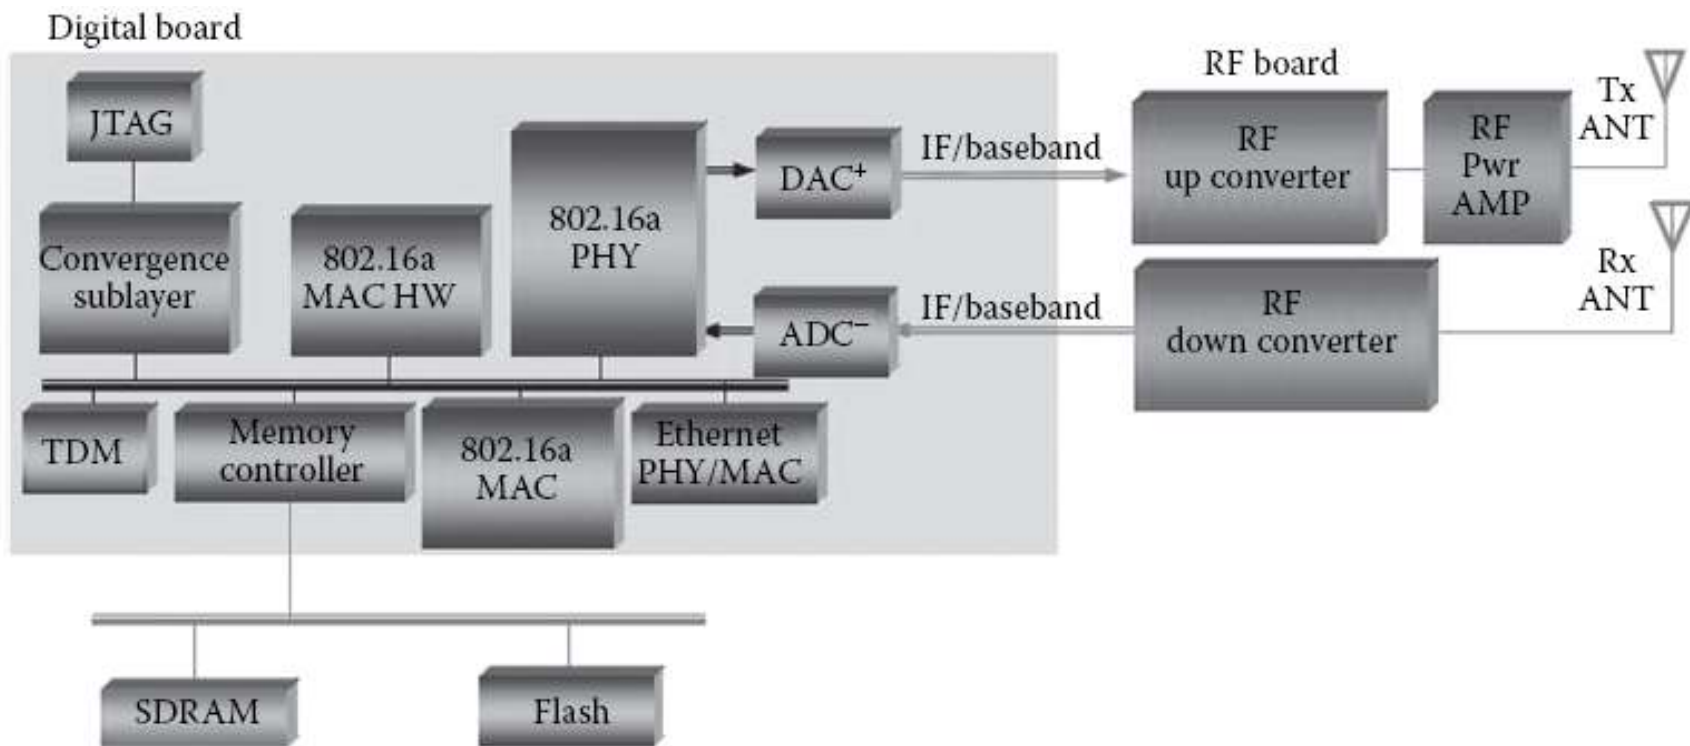 Digital board
JTAG
Convergence
sublayer
802.16a
MAC HW
802.16a
PHY
DAC+
ADC−
IF/baseband
IF/baseband
RF board
RF
up converter
RF
Pwr
AMP
Tx
ANT
RF
down converter
Rx
ANT
TDM
Memory
controller
802.16a
MAC
Ethernet
PHY/MAC
SDRAM
Flash